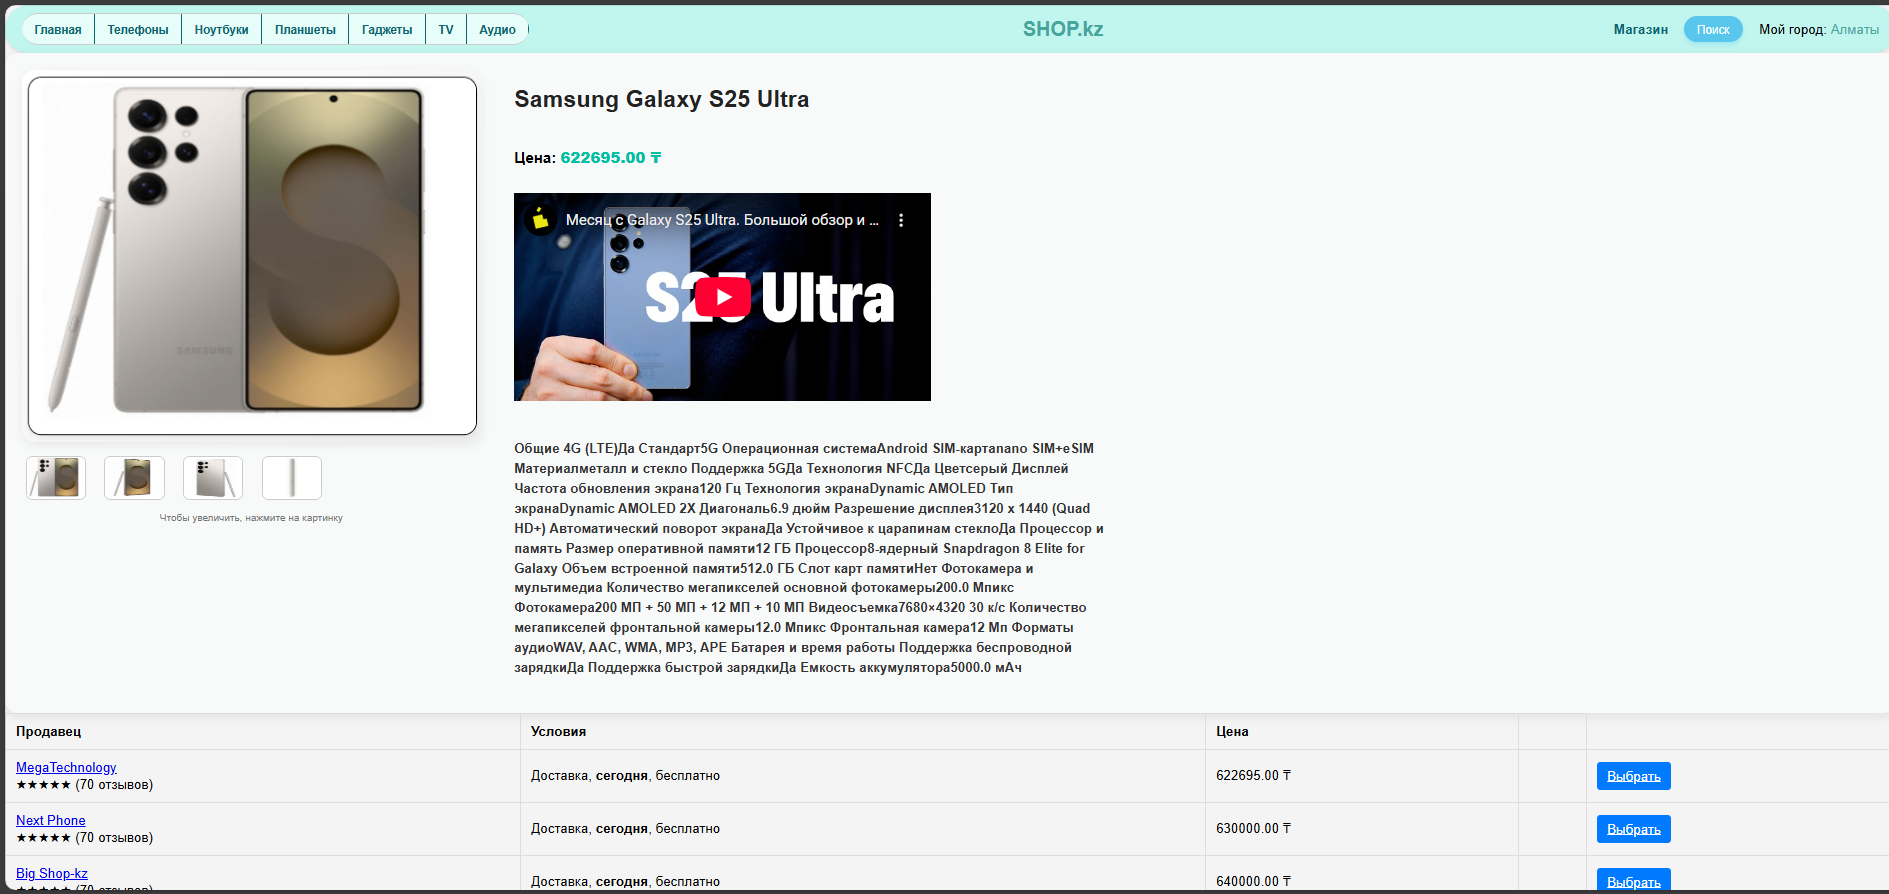 Главная Телефоны Ноутбуки Планшеты Гаджеты TV Аудио SHOP.kz Магазин Поиск Мой город: Алматы
Samsung Galaxy S25 Ultra
Цена: 622695.00 ₸
Месяц с Galaxy S25 Ultra. Большой обзор и ...
S25 Ultra
SAMSUNG
Чтобы увеличить, нажмите на картинку
Общие 4G (LTE)Да Стандарт5G Операционная системаAndroid SIM-картаnano SIM+eSIM
Материалметалл и стекло Поддержка 5GДа Технология NFCДа Цветсерый Дисплей
Частота обновления экрана120 Гц Технология экранаDynamic AMOLED Тип
экранаDynamic AMOLED 2X Диагональ6.9 дюйм Разрешение дисплея3120 x 1440 (Quad
HD+) Автоматический поворот экранаДа Устойчивое к царапинам стеклоДа Процессор и
память Размер оперативной памяти12 ГБ Процессор8-ядерный Snapdragon 8 Elite for
Galaxy Объем встроенной памяти512.0 ГБ Слот карт памятиНет Фотокамера и
мультимедиа Количество мегапикселей основной фотокамеры200.0 Мпикс
Фотокамера200 МП + 50 МП + 12 МП + 10 МП Видеосъемка7680×4320 30 к/с Количество
мегапикселей фронтальной камеры12.0 Мпикс Фронтальная камера12 Мп Форматы
аудиоWAV, AAC, WMA, MP3, APE Батарея и время работы Поддержка беспроводной
зарядкиДа Поддержка быстрой зарядкиДа Емкость аккумулятора5000.0 мАч
Продавец Условия Цена
MegaTechnology
★★★★★ (70 отзывов)
Доставка, сегодня, бесплатно 622695.00 ₸ Выбрать
Next Phone
★★★★★ (70 отзывов)
Доставка, сегодня, бесплатно 630000.00 ₸ Выбрать
Big Shop-kz
★★★★★ (70 отзывов)
Доставка, сегодня, бесплатно 640000.00 ₸ Выбрать